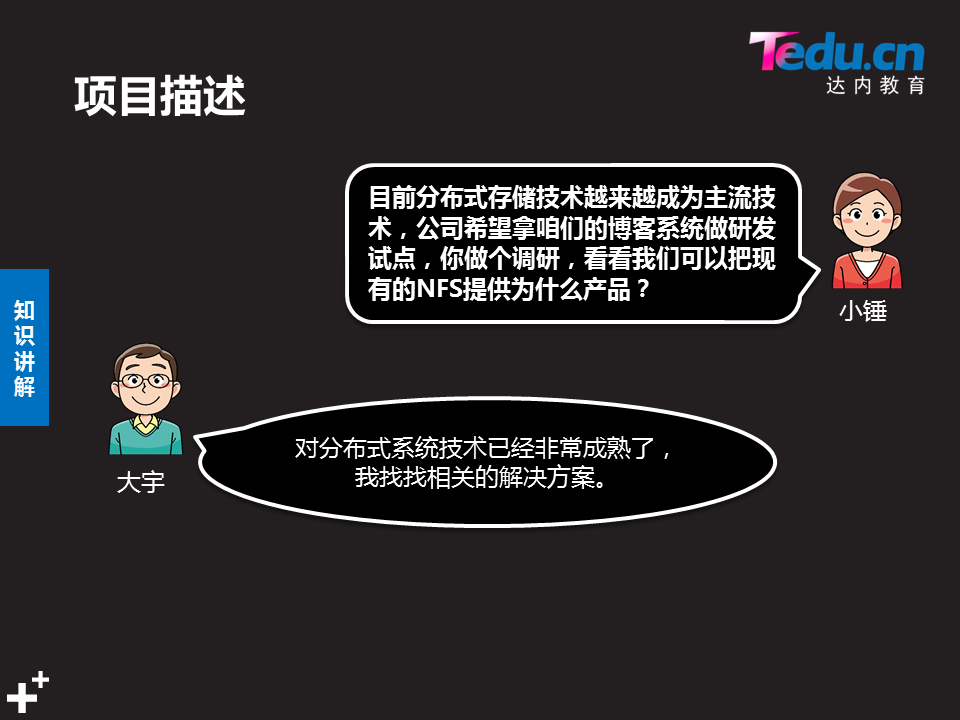 Tedu.cn
达内教育
项目描述
目前分布式存储技术越来越成为主流技
术，公司希望拿咱们的博客系统做研发
试点，你做个调研，看看我们可以把现
有的NFS提供为什么产品？
小锤
知
识
讲
解
对分布式系统技术已经非常成熟了，
我找找相关的解决方案。
大宇